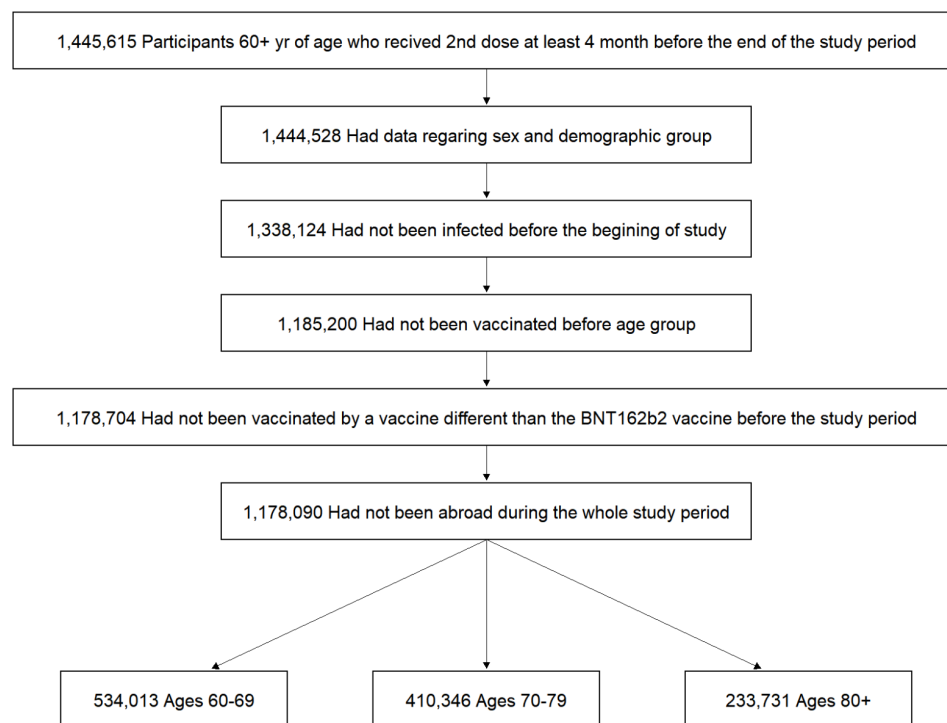 1,445,615 Participants 60+ yr of age who recived 2nd dose at least 4 month before the end of the study period
1,444,528 Had data regaring sex and demographic group
1,338,124 Had not been infected before the begining of study
1,185,200 Had not been vaccinated before age group
1,178,704 Had not been vaccinated by a vaccine different than the BNT162b2 vaccine before the study period
1,178,090 Had not been abroad during the whole study period
534,013 Ages 60-69
410,346 Ages 70-79
233,731 Ages 80+